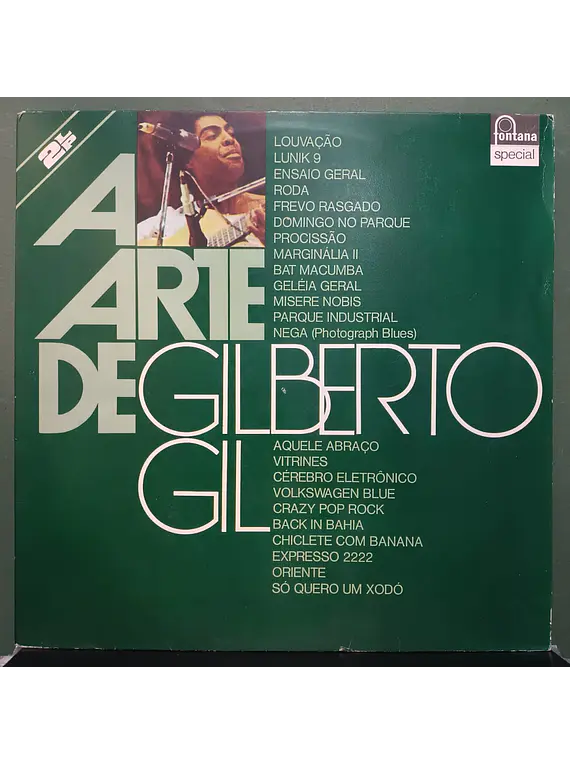 2LP
fontana
special
A
ARTE
DE GILBERTO
GIL
LOUVAÇÃO
LUNIK 9
ENSAIO GERAL
RODA
FREVO RASGADO
DOMINGO NO PARQUE
PROCISSÃO
MARGINÁLIA II
BAT MACUMBA
GELÉIA GERAL
MISERE NOBIS
PARQUE INDUSTRIAL
NEGA (Photograph Blues)
AQUELE ABRAÇO
VITRINES
CÉREBRO ELETRÔNICO
VOLKSWAGEN BLUE
CRAZY POP ROCK
BACK IN BAHIA
CHICLETE COM BANANA
EXPRESSO 2222
ORIENTE
SÓ QUERO UM XODÓ